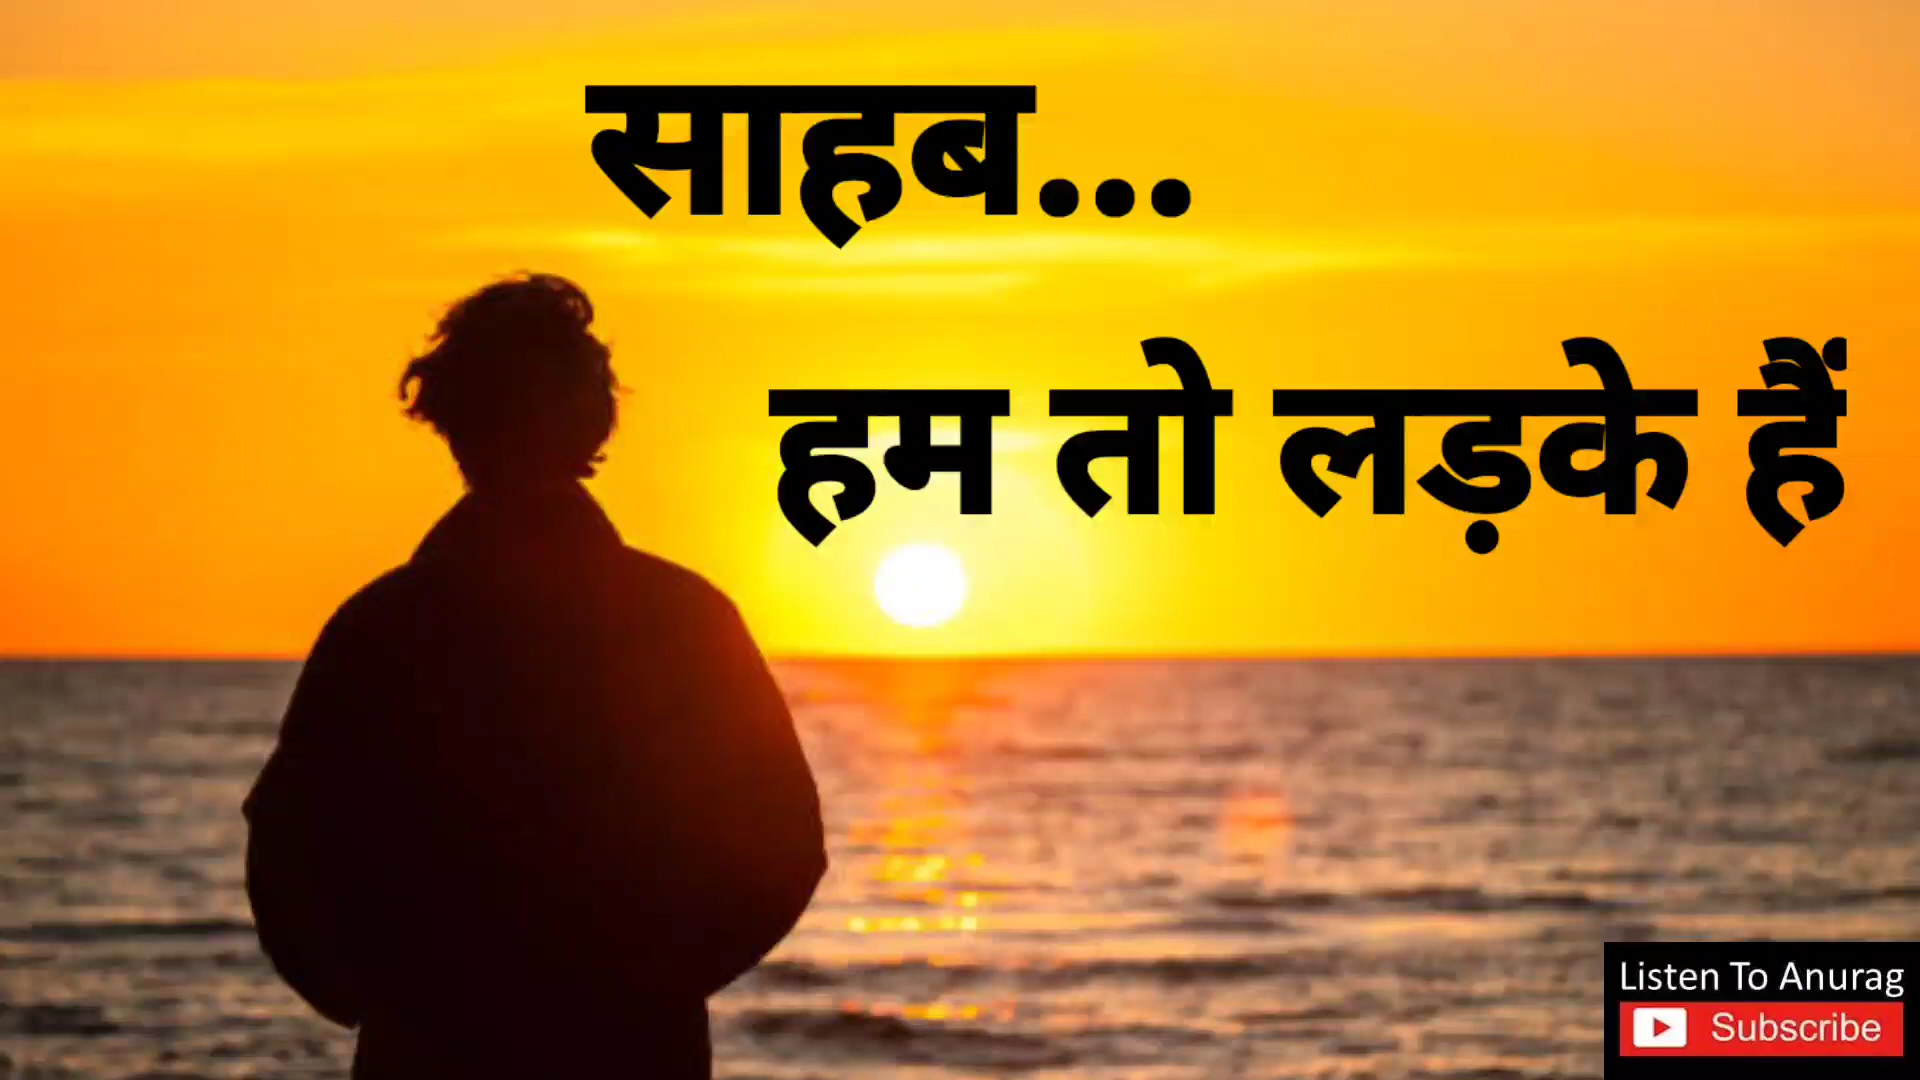 साहब...
हम तो लड़के हैं
Listen To Anurag
Subscribe